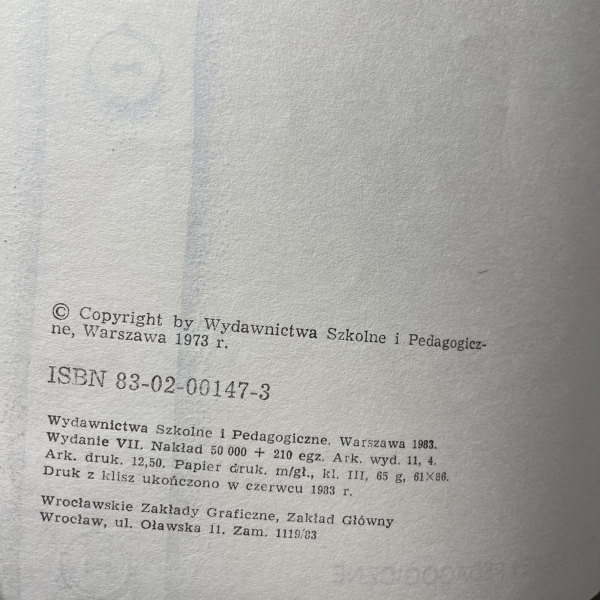 © Copyright by Wydawnictwa Szkolne i Pedagogicz-
ne, Warszawa 1973 r.
ISBN 83-02-00147-3
Wydawnictwa Szkolne i Pedagogiczne. Warszawa 1983.
Wydanie VII. Nakład 50 000 + 210 egz. Ark. wyd. 11, 4.
Ark. druk. 12,50. Papier druk. m/gł., kl. III, 65 g, 61×86.
Druk z klisz ukończono w czerwcu 1983 r.
Wrocławskie Zakłady Graficzne, Zakład Główny
Wrocław, ul. Oławska 11. Zam. 1119/83
PEDAGOGICZNE